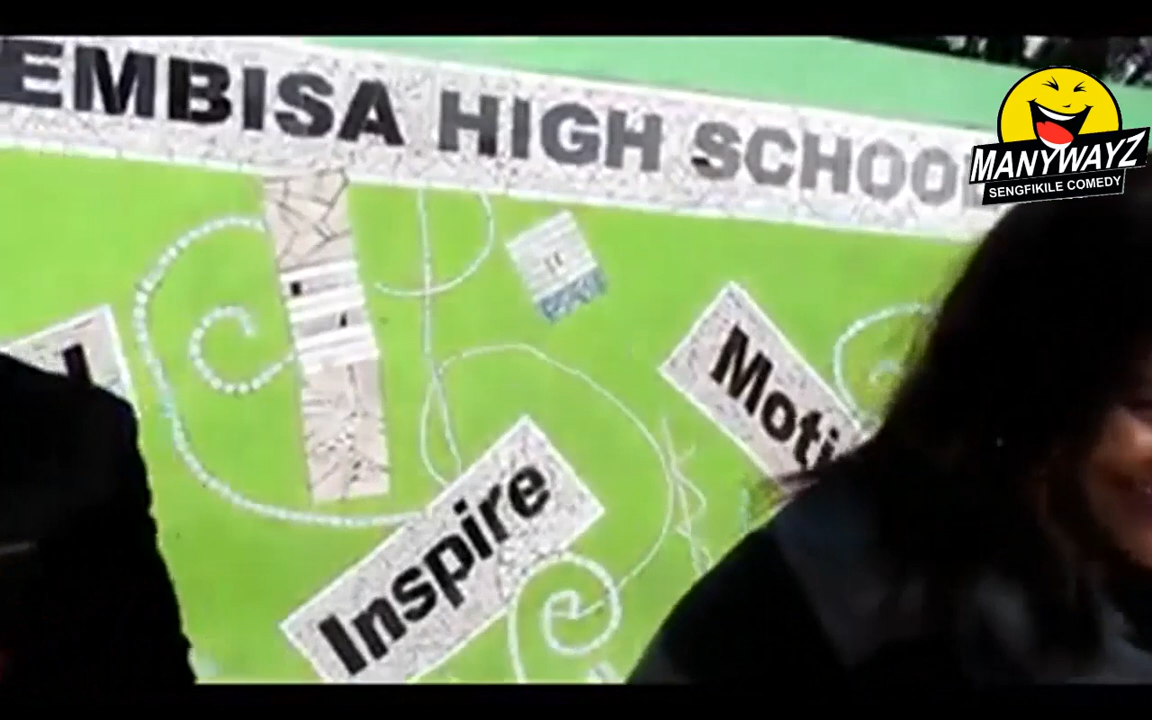 EMBISA HIGH SCHOO
MANYWAYZ
SENGFIKILE COMEDY
Moti
Inspire